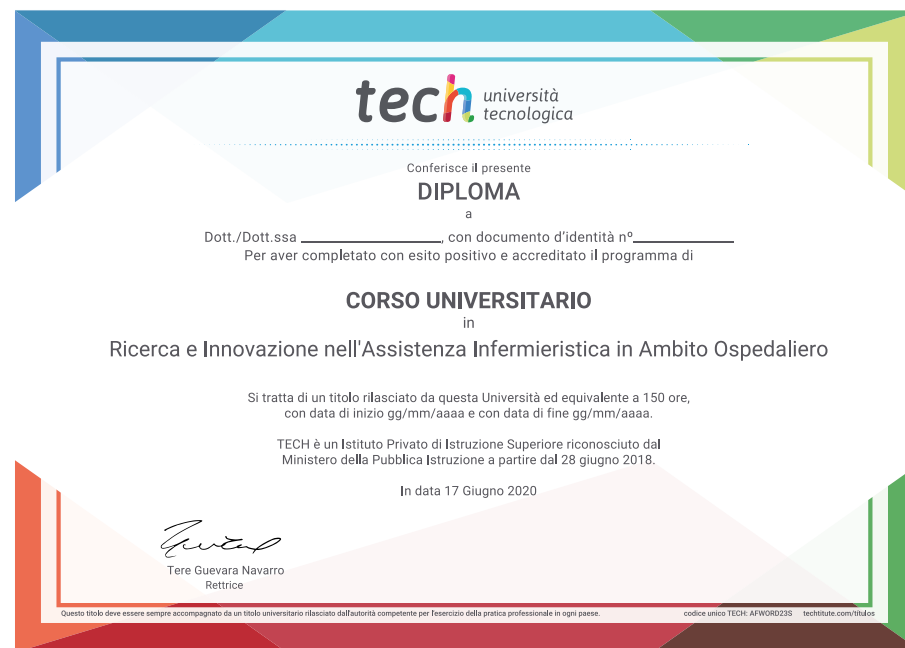 tech università
tecnologica
Conferisce il presente
DIPLOMA
a
Dott./Dott.ssa ____________________, con documento d'identità nº______________
Per aver completato con esito positivo e accreditato il programma di
CORSO UNIVERSITARIO
in
Ricerca e Innovazione nell'Assistenza Infermieristica in Ambito Ospedaliero
Si tratta di un titolo rilasciato da questa Università ed equivalente a 150 ore,
con data di inizio gg/mm/aaaa e con data di fine gg/mm/aaaa.
TECH è un Istituto Privato di Istruzione Superiore riconosciuto dal
Ministero della Pubblica Istruzione a partire dal 28 giugno 2018.
In data 17 Giugno 2020
Tere Guevara Navarro
Rettrice
Questo titolo deve essere sempre accompagnato da un titolo universitario rilasciato dall'autorità competente per l'esercizio della pratica professionale in ogni paese. codice unico TECH: AFWORD23S techtitute.com/titulos